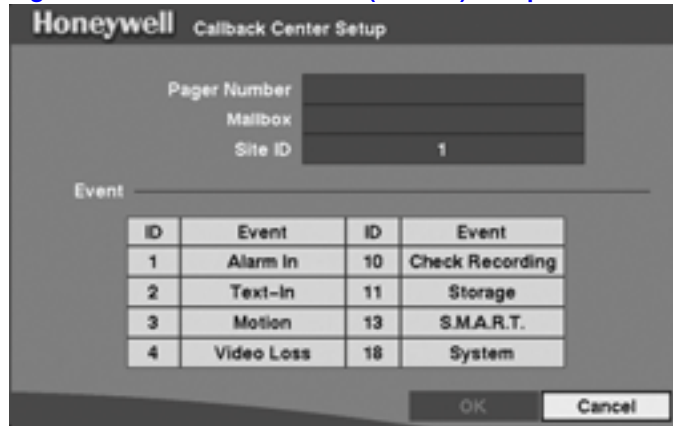 Honeywell Callback Center Setup
Pager Number
Mailbox
Site ID 1
Event
ID Event ID Event
1 Alarm In 10 Check Recording
2 Text-In 11 Storage
3 Motion 13 S.M.A.R.T.
4 Video Loss 18 System
OK Cancel